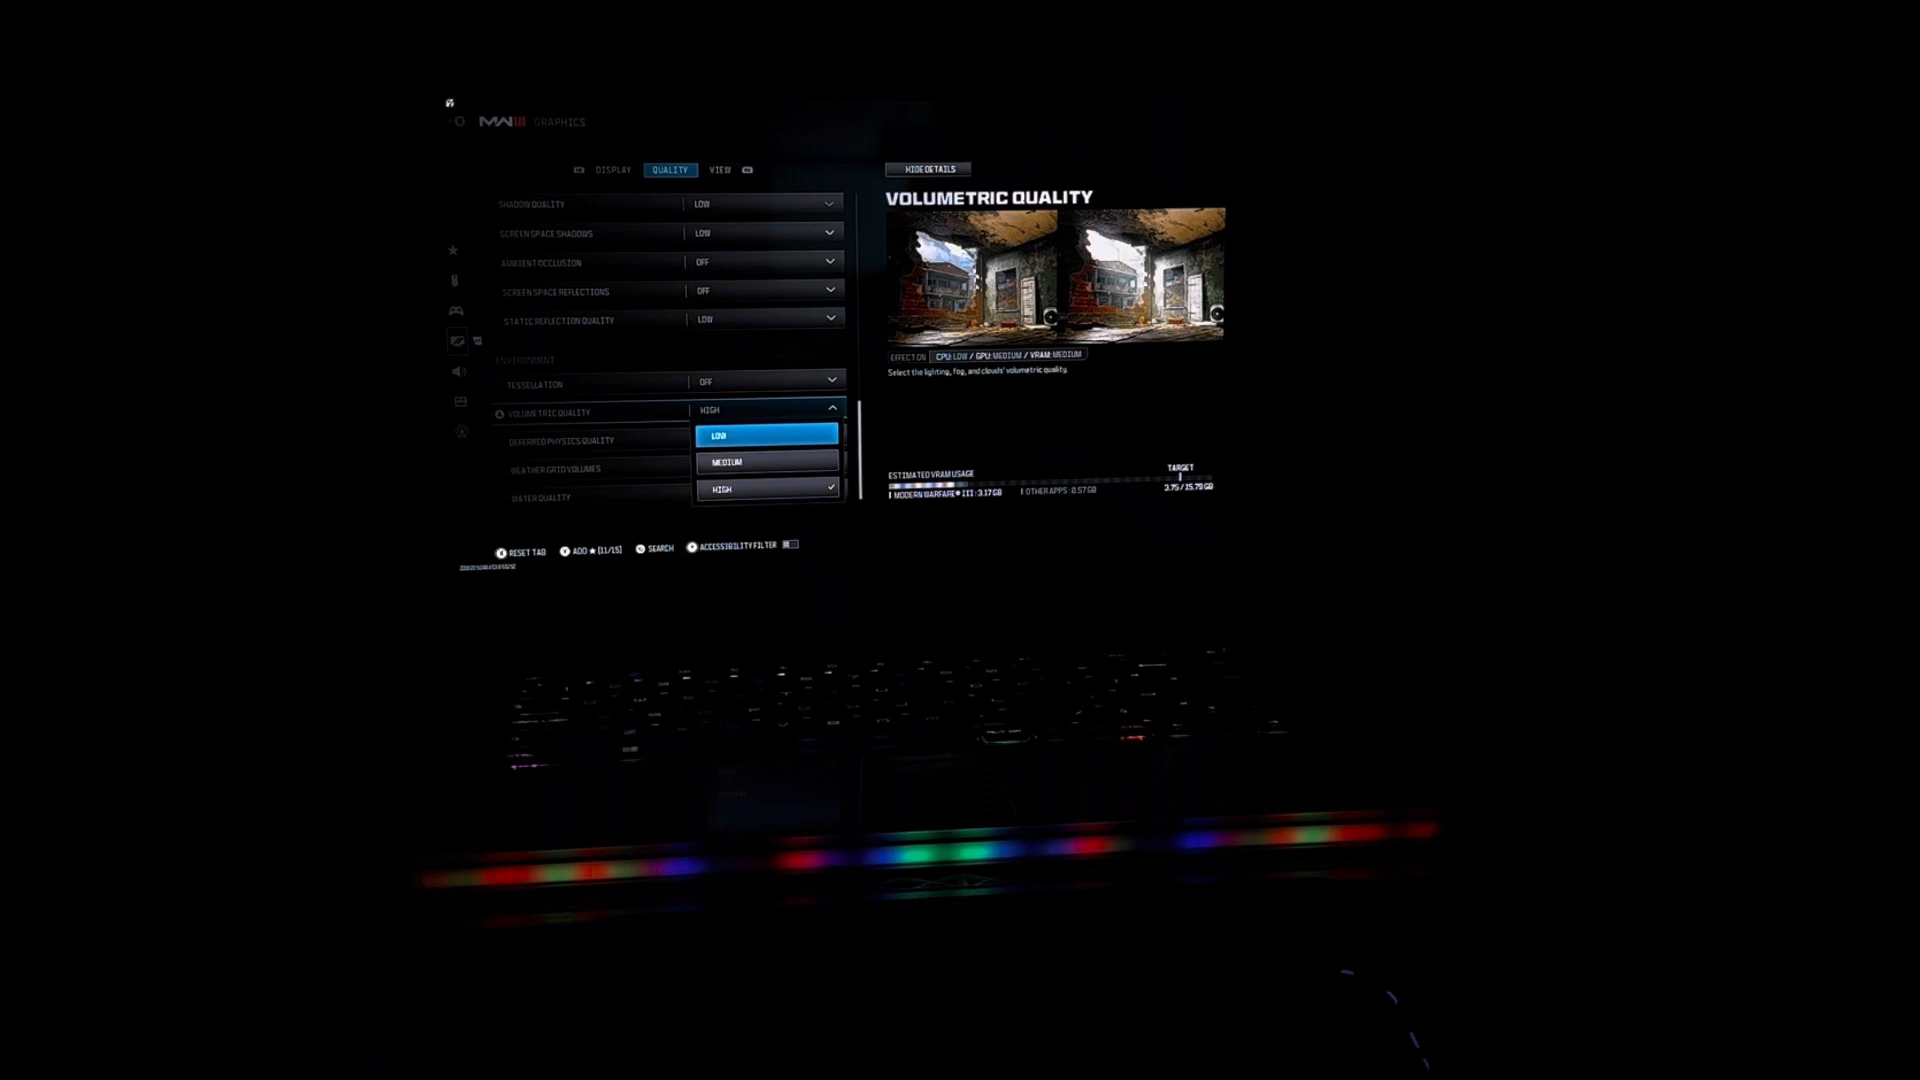 MWIII GRAPHICS
DISPLAY QUALITY VIEW
HIDE DETAILS
SHADOW QUALITY LOW
SCREEN SPACE SHADOWS LOW
AMBIENT OCCLUSION OFF
SCREEN SPACE REFLECTIONS OFF
STATIC REFLECTION QUALITY LOW
ENVIRONMENT
TESSELLATION OFF
VOLUMETRIC QUALITY HIGH
LOW
MEDIUM
HIGH
DEFERRED PHYSICS QUALITY
WEATHER GRID VOLUMES
WATER QUALITY
VOLUMETRIC QUALITY
EFFECT ON CPU: LOW / GPU: MEDIUM / VRAM: MEDIUM
Select the lighting, fog, and clouds' volumetric quality.
ESTIMATED VRAM USAGE
TARGET
MODERN WARFARE® III : 3.17 GB OTHER APPS : 0.57 GB 3.75 / 15.79 GB
RESET TAB ADD ★ [11/15] SEARCH ACCESSIBILITY FILTER